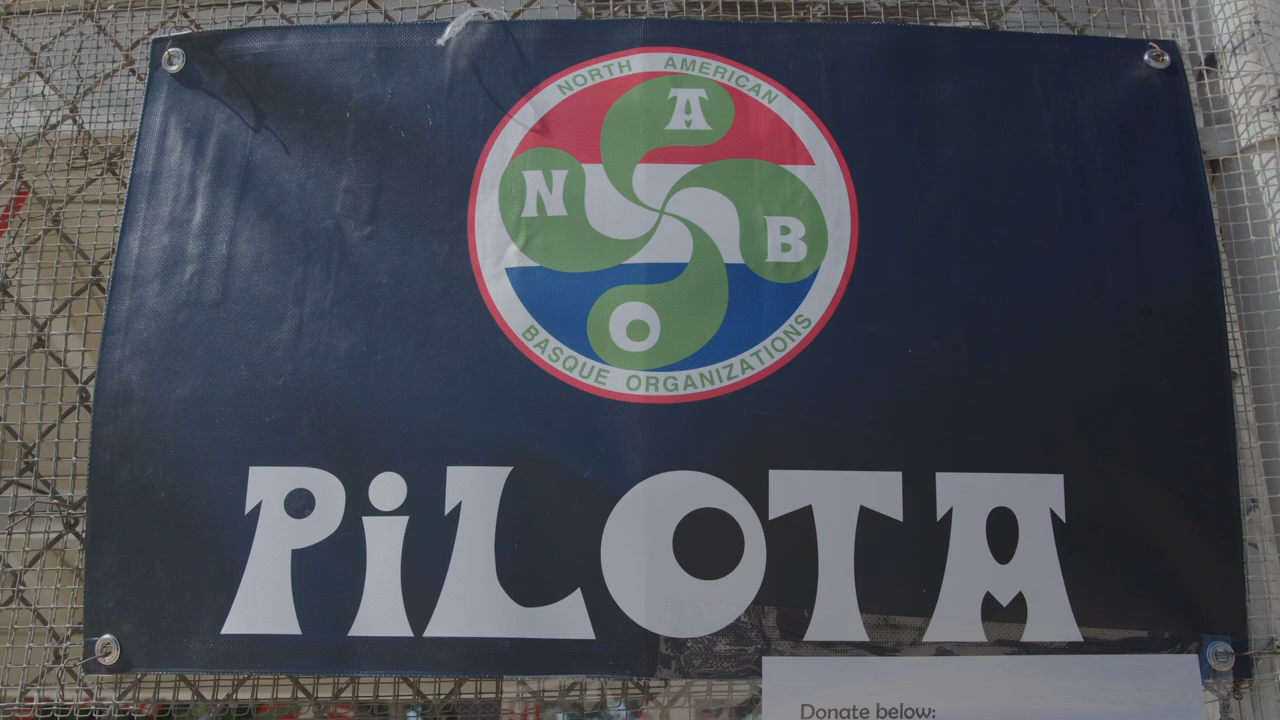 NORTH AMERICAN
A
N
B
O
BASQUE ORGANIZATIONS
PiLOTA
Donate below: